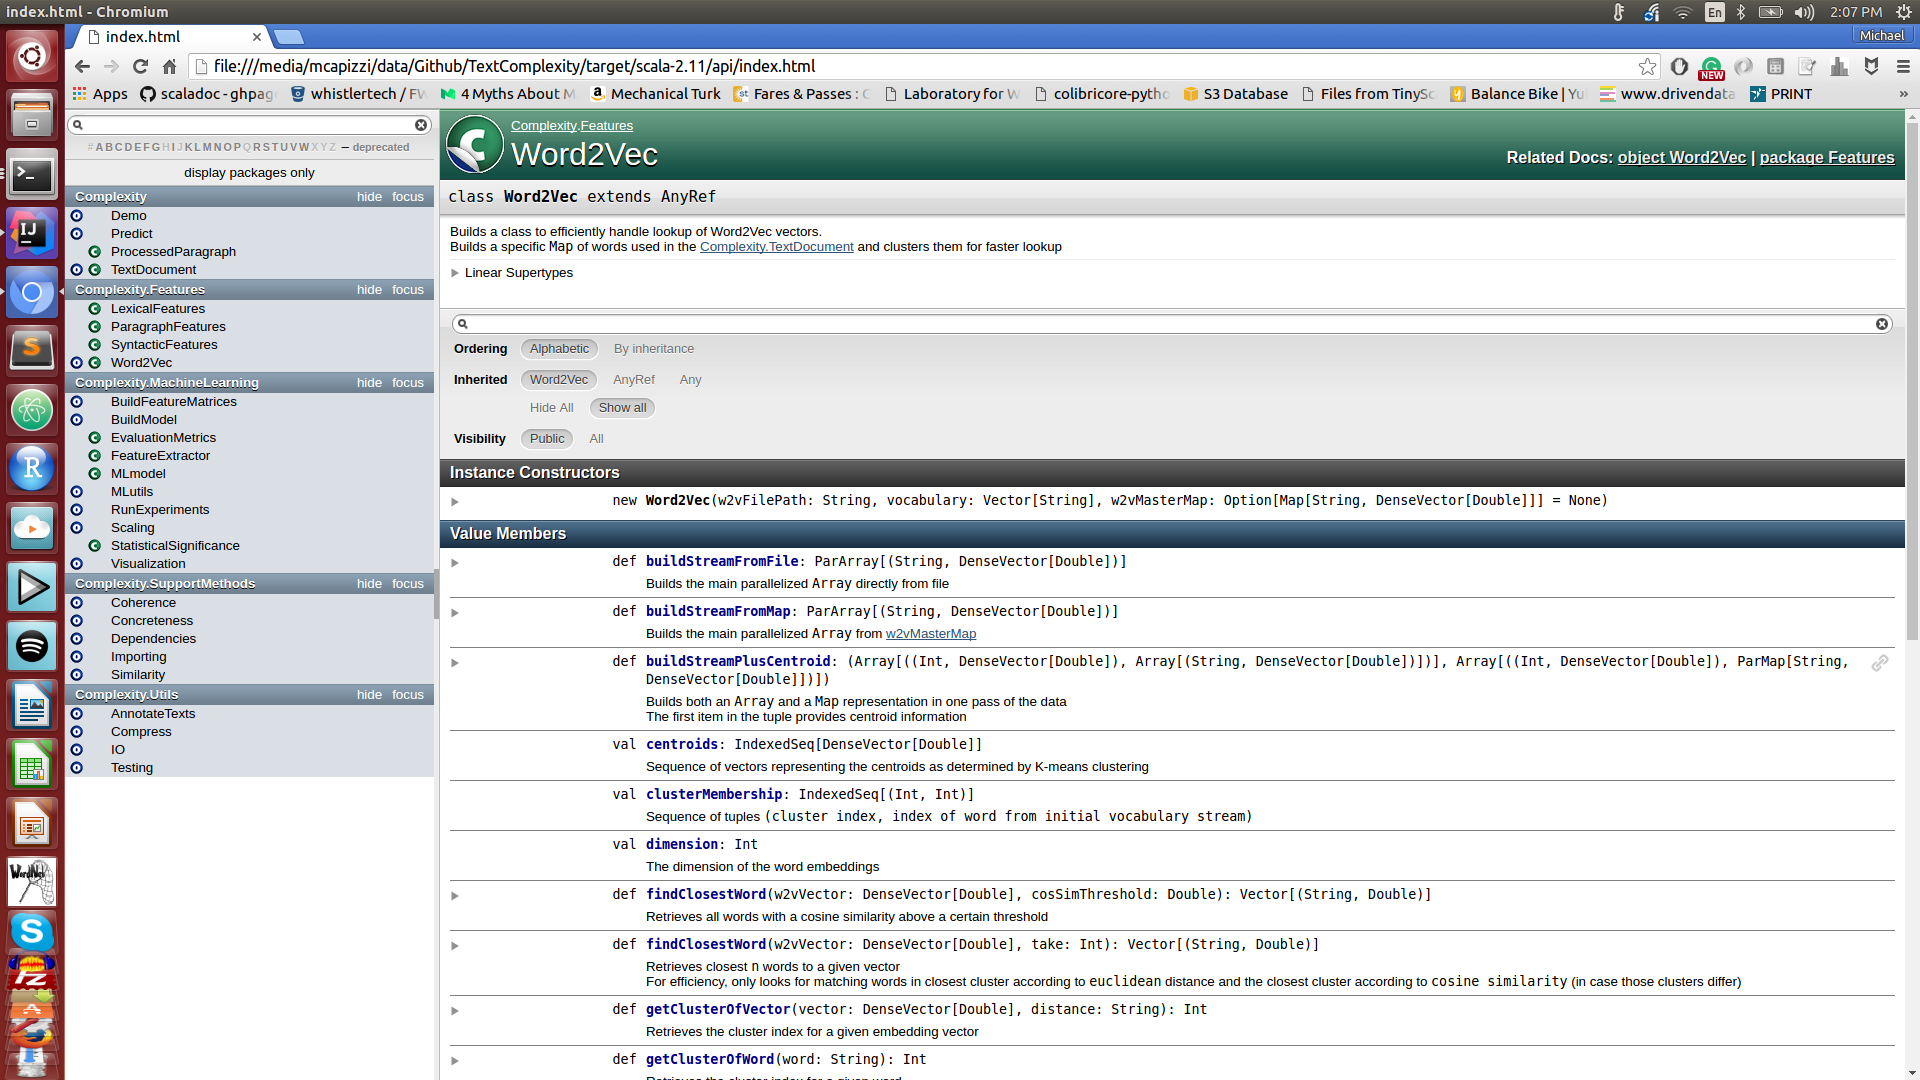 index.html - Chromium
En
2:07 PM
index.html
Michael
file:///media/mcapizzi/data/Github/TextComplexity/target/scala-2.11/api/index.html
NEW
Apps
scaladoc - ghpag
whistlertech / FW
4 Myths About M
Mechanical Turk
Fares & Passes :
Laboratory for W
colibricore-pytho
S3 Database
Files from TinySc
Balance Bike | Yu
www.drivendata
PRINT
»
#ABCDEFGHIJKLMNOPQRSTUVWXYZ – deprecated
display packages only
Complexity hide focus
Demo
Predict
ProcessedParagraph
TextDocument
Complexity.Features hide focus
LexicalFeatures
ParagraphFeatures
SyntacticFeatures
Word2Vec
Complexity.MachineLearning hide focus
BuildFeatureMatrices
BuildModel
EvaluationMetrics
FeatureExtractor
MLmodel
MLutils
RunExperiments
Scaling
StatisticalSignificance
Visualization
Complexity.SupportMethods hide focus
Coherence
Concreteness
Dependencies
Importing
Similarity
Complexity.Utils hide focus
AnnotateTexts
Compress
IO
Testing
Complexity.Features
Word2Vec
Related Docs: object Word2Vec | package Features
class Word2Vec extends AnyRef
Builds a class to efficiently handle lookup of Word2Vec vectors.
Builds a specific Map of words used in the Complexity.TextDocument and clusters them for faster lookup
Linear Supertypes
Ordering Alphabetic By inheritance
Inherited Word2Vec AnyRef Any
Hide All Show all
Visibility Public All
Instance Constructors
new Word2Vec(w2vFilePath: String, vocabulary: Vector[String], w2vMasterMap: Option[Map[String, DenseVector[Double]]] = None)
Value Members
def buildStreamFromFile: ParArray[(String, DenseVector[Double])]
Builds the main parallelized Array directly from file
def buildStreamFromMap: ParArray[(String, DenseVector[Double])]
Builds the main parallelized Array from w2vMasterMap
def buildStreamPlusCentroid: (Array[((Int, DenseVector[Double]), Array[(String, DenseVector[Double])])], Array[((Int, DenseVector[Double]), ParMap[String,
DenseVector[Double]])])
Builds both an Array and a Map representation in one pass of the data
The first item in the tuple provides centroid information
val centroids: IndexedSeq[DenseVector[Double]]
Sequence of vectors representing the centroids as determined by K-means clustering
val clusterMembership: IndexedSeq[(Int, Int)]
Sequence of tuples (cluster index, index of word from initial vocabulary stream)
val dimension: Int
The dimension of the word embeddings
def findClosestWord(w2vVector: DenseVector[Double], cosSimThreshold: Double): Vector[(String, Double)]
Retrieves all words with a cosine similarity above a certain threshold
def findClosestWord(w2vVector: DenseVector[Double], take: Int): Vector[(String, Double)]
Retrieves closest n words to a given vector
For efficiency, only looks for matching words in closest cluster according to euclidean distance and the closest cluster according to cosine similarity (in case those clusters differ)
def getClusterOfVector(vector: DenseVector[Double], distance: String): Int
Retrieves the cluster index for a given embedding vector
def getClusterOfWord(word: String): Int
Retrieves the cluster index for a given word